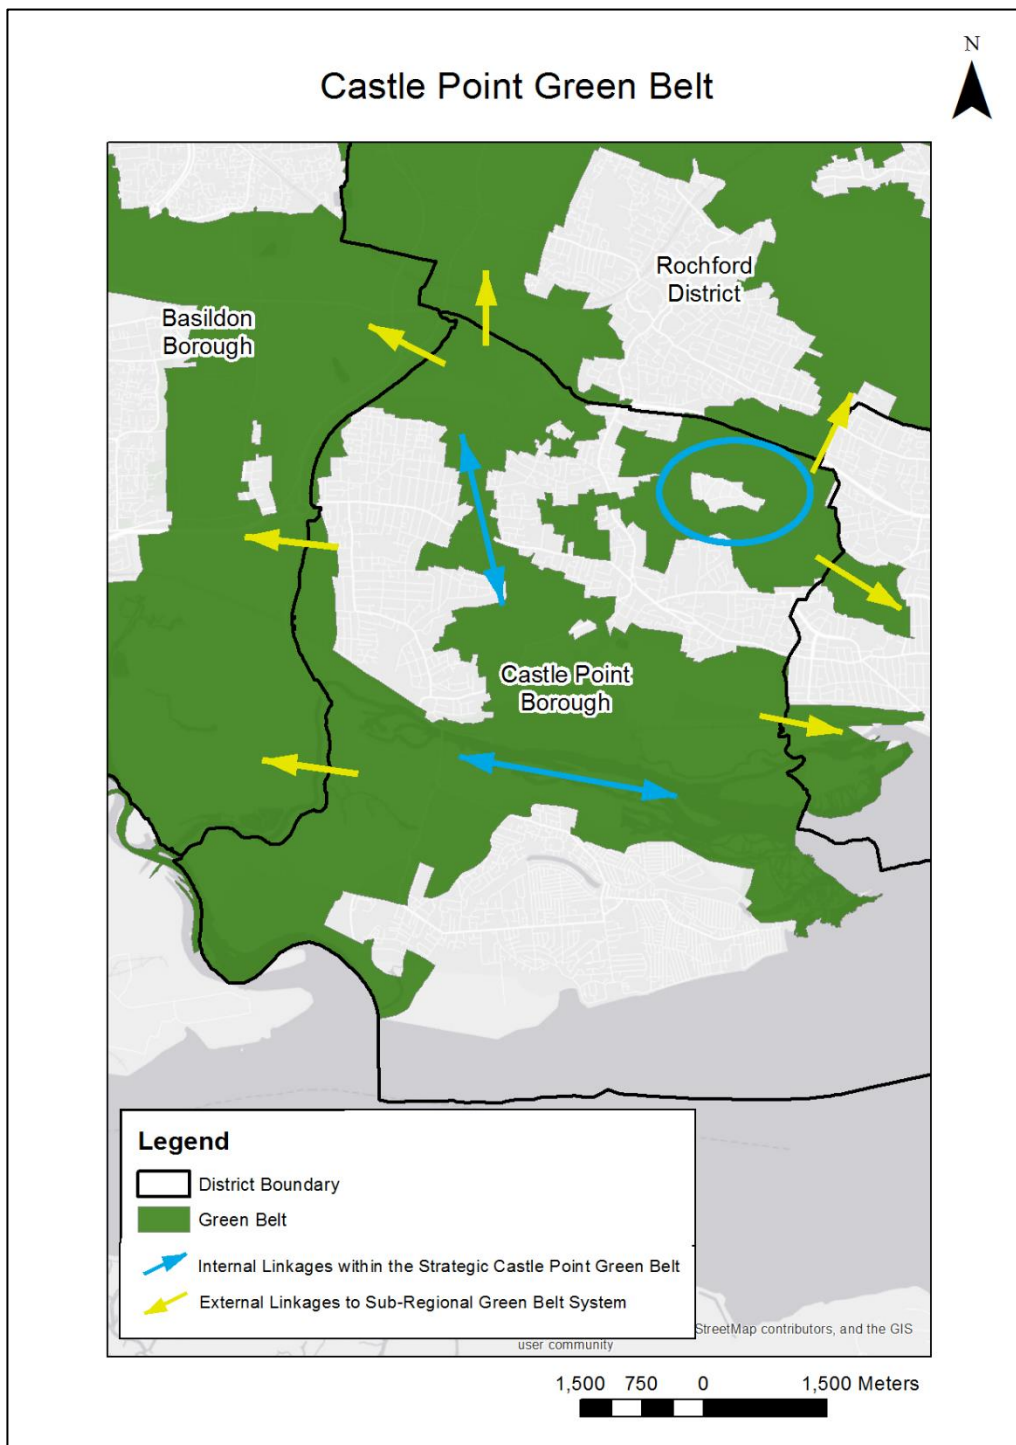 N
Castle Point Green Belt
Rochford
District
Basildon
Borough
Castle Point
Borough
Legend
District Boundary
Green Belt
Internal Linkages within the Strategic Castle Point Green Belt
External Linkages to Sub-Regional Green Belt System
StreetMap contributors, and the GIS
user community
1,500 750 0 1,500 Meters